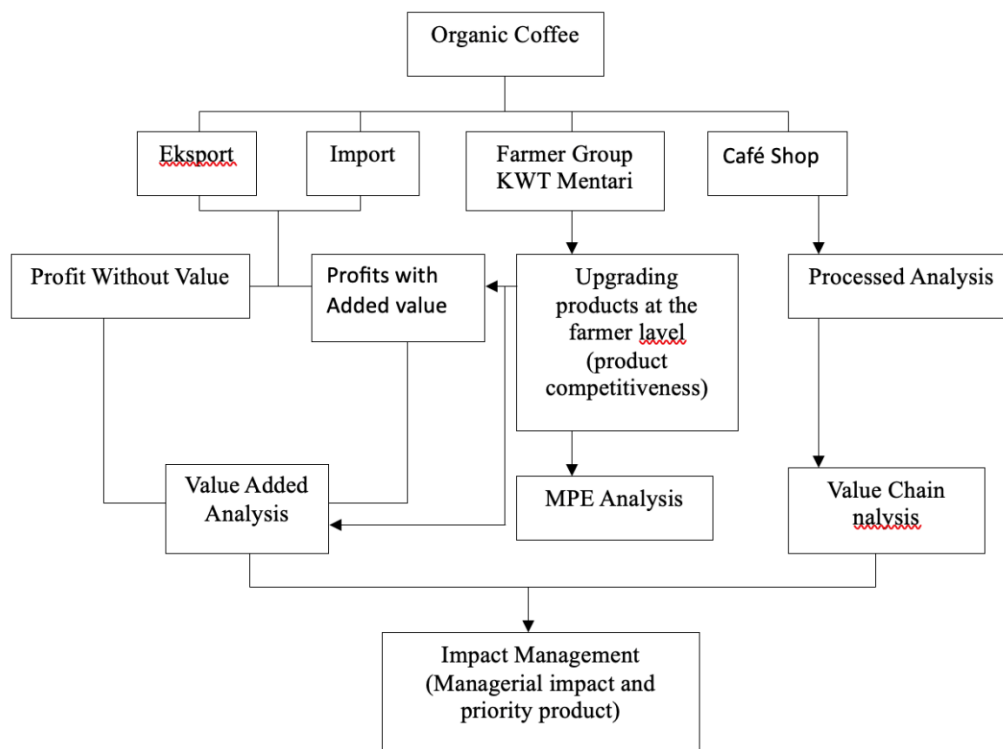 Organic Coffee
Eksport
Import
Farmer Group
KWT Mentari
Café Shop
Profit Without Value
Profits with
Added value
Upgrading
products at the
farmer lavel
(product
competitiveness)
Processed Analysis
Value Added
Analysis
MPE Analysis
Value Chain
nalysis
Impact Management
(Managerial impact and
priority product)